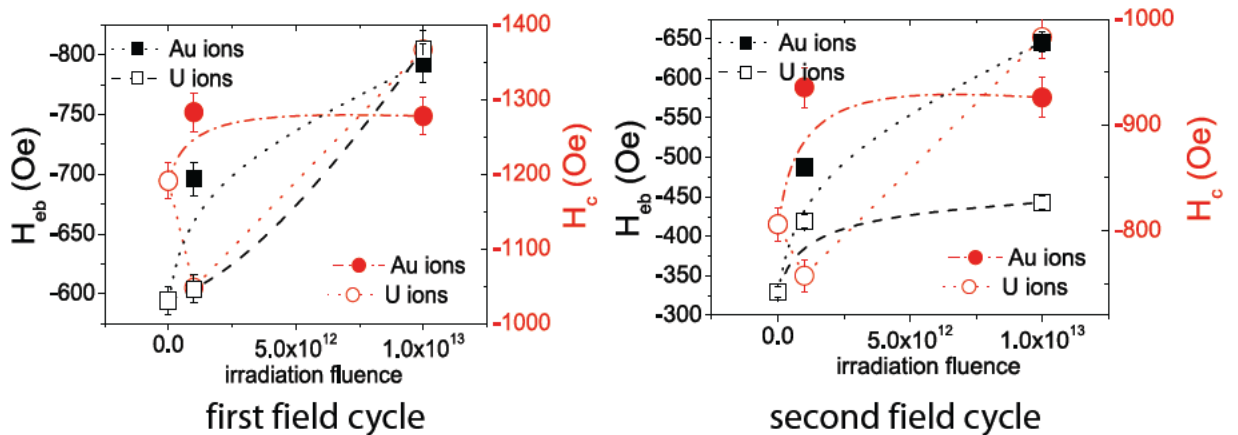 -1400
-1000
-800
Au ions
-650
Au ions
U ions
U ions
-600
-750
-1300
-550
-900
-500
H_eb (Oe)
-700
-1200
H_c (Oe)
H_eb (Oe)
-450
H_c (Oe)
-400
-800
-650
-1100
Au ions
-350
Au ions
U ions
U ions
-600
-300
-1000
0.0
5.0x10^12
1.0x10^13
0.0
5.0x10^12
1.0x10^13
irradiation fluence
irradiation fluence
first field cycle
second field cycle